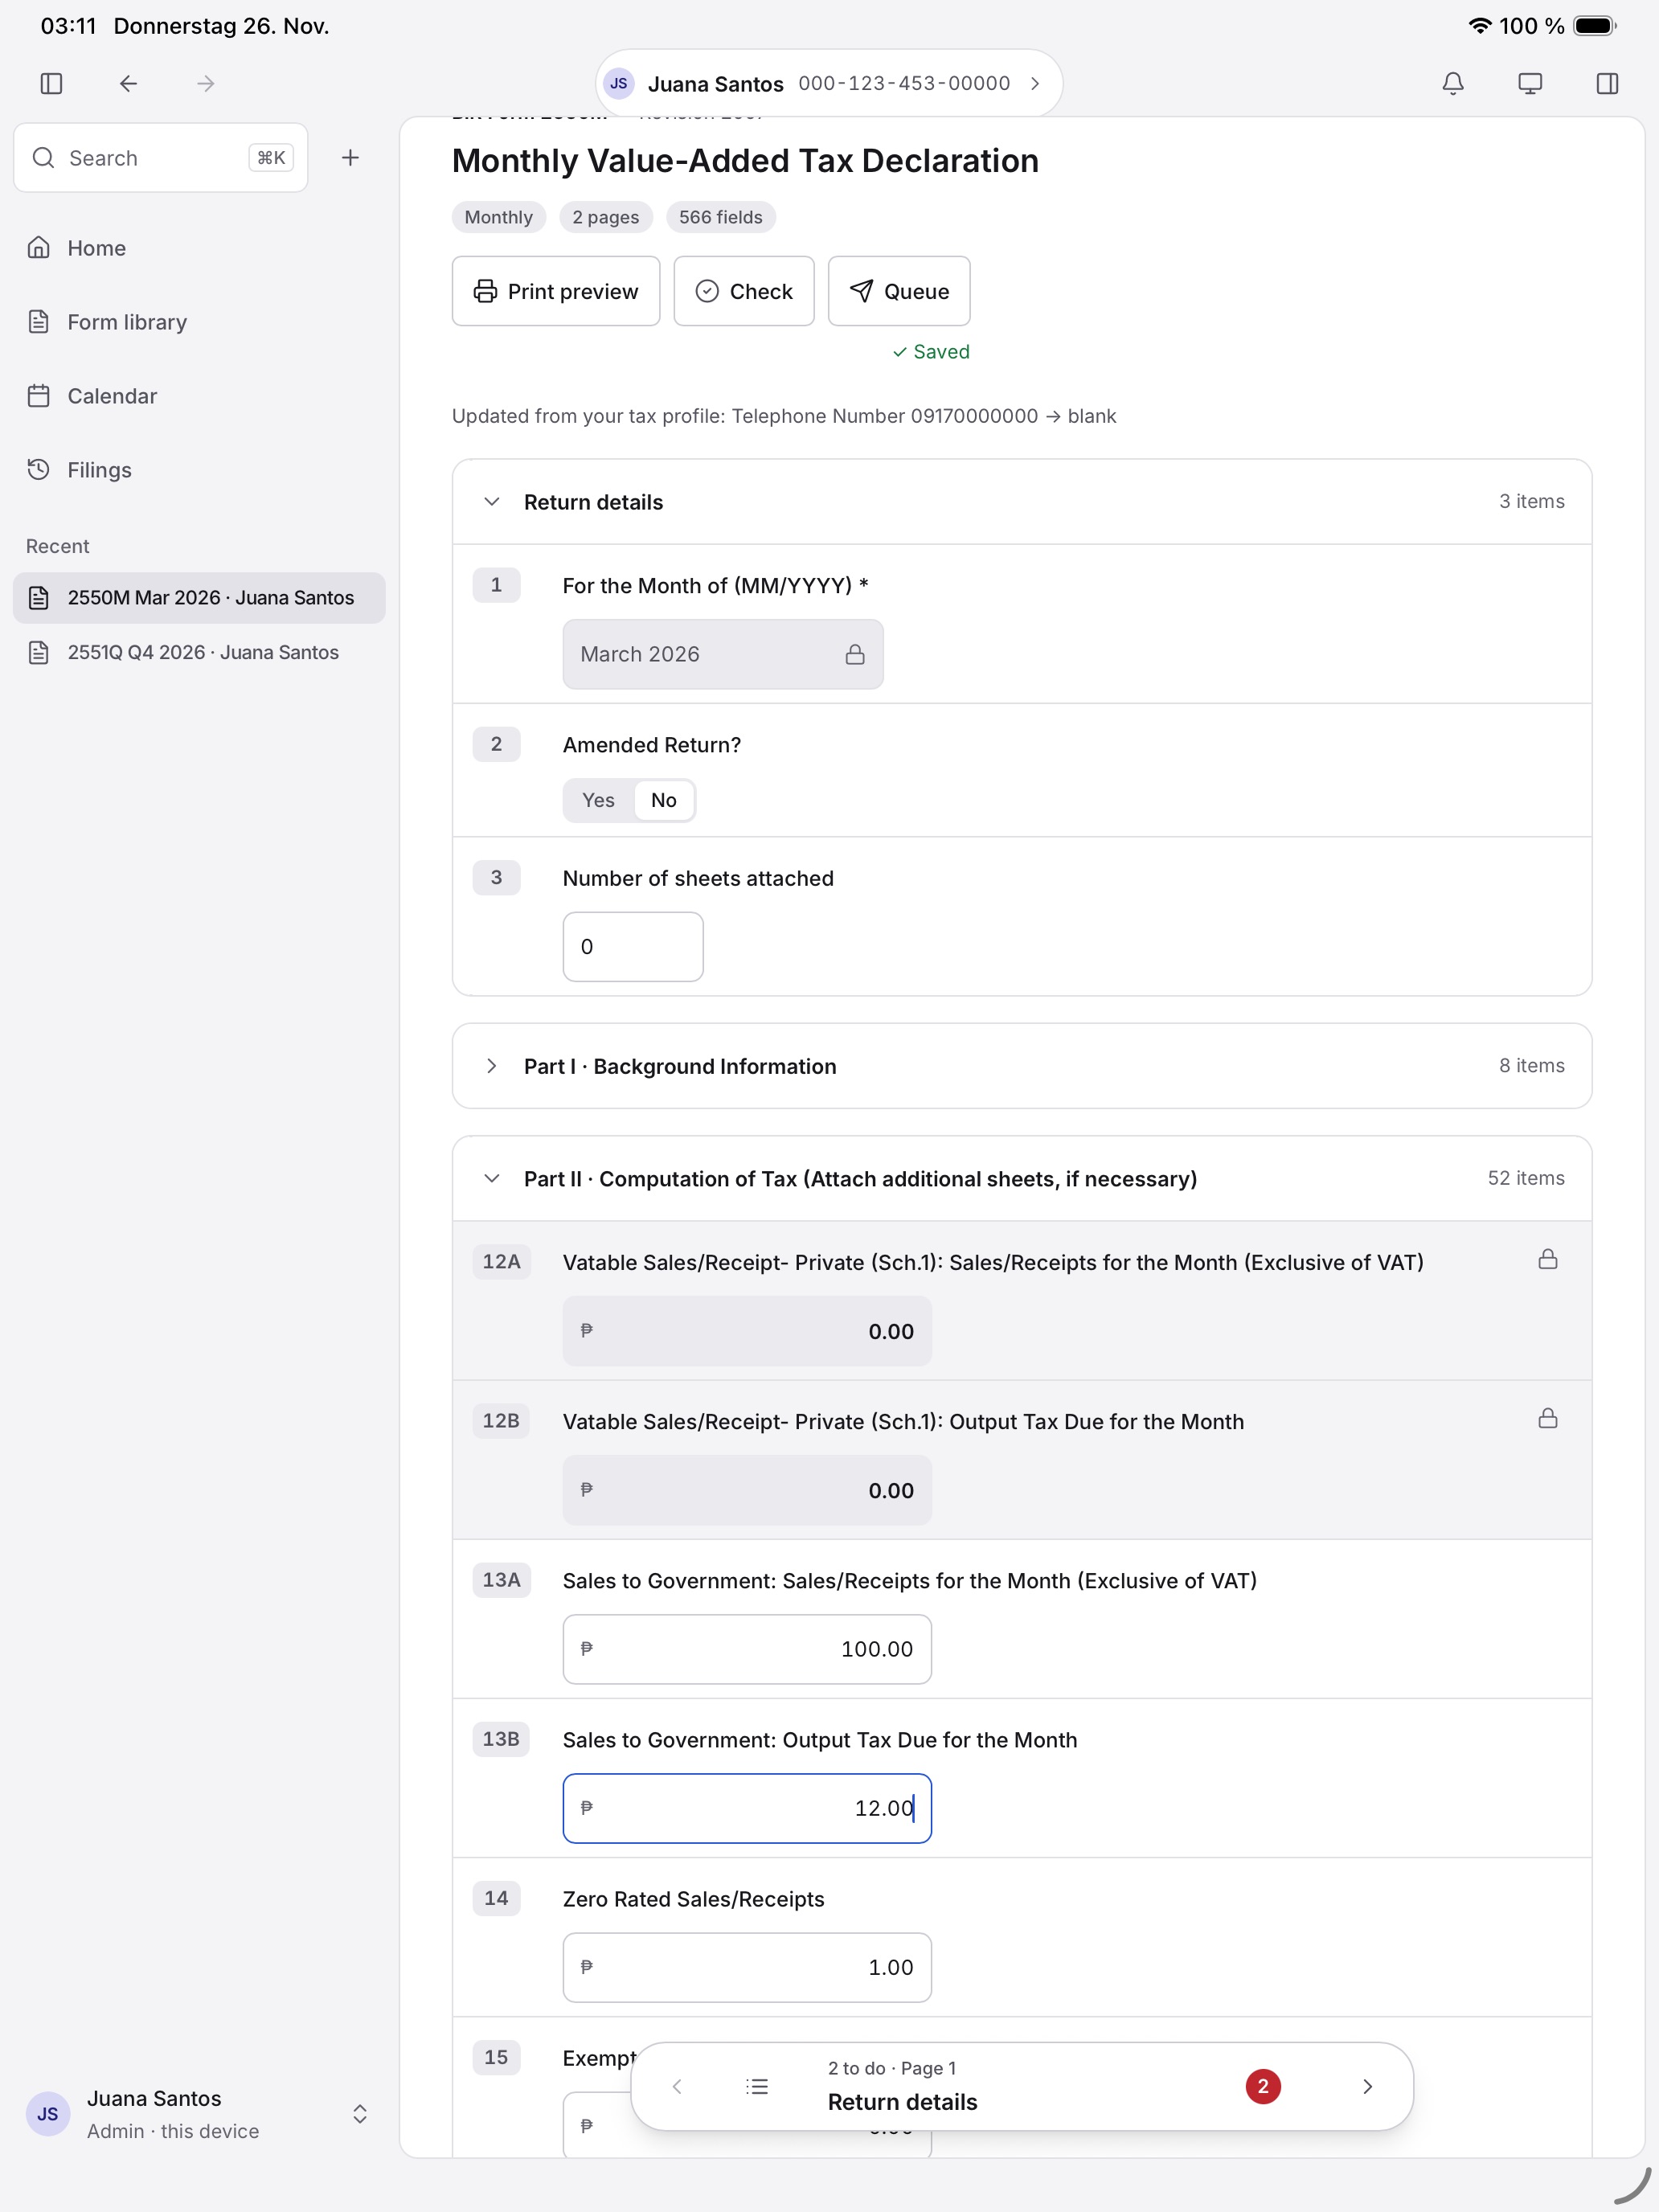 03:11 Donnerstag 26. Nov.
100 %
JS Juana Santos 000-123-453-00000
Search ⌘K
Home
Form library
Calendar
Filings
Recent
2550M Mar 2026 · Juana Santos
2551Q Q4 2026 · Juana Santos
JS Juana Santos
Admin · this device
Monthly Value-Added Tax Declaration
Monthly 2 pages 566 fields
Print preview Check Queue
Saved
Updated from your tax profile: Telephone Number 09170000000 → blank
Return details 3 items
1 For the Month of (MM/YYYY) *
March 2026
2 Amended Return?
Yes No
3 Number of sheets attached
0
Part I · Background Information 8 items
Part II · Computation of Tax (Attach additional sheets, if necessary) 52 items
12A Vatable Sales/Receipt- Private (Sch.1): Sales/Receipts for the Month (Exclusive of VAT)
₱ 0.00
12B Vatable Sales/Receipt- Private (Sch.1): Output Tax Due for the Month
₱ 0.00
13A Sales to Government: Sales/Receipts for the Month (Exclusive of VAT)
₱ 100.00
13B Sales to Government: Output Tax Due for the Month
₱ 12.00
14 Zero Rated Sales/Receipts
₱ 1.00
15 Exempt
₱
2 to do · Page 1
Return details
2